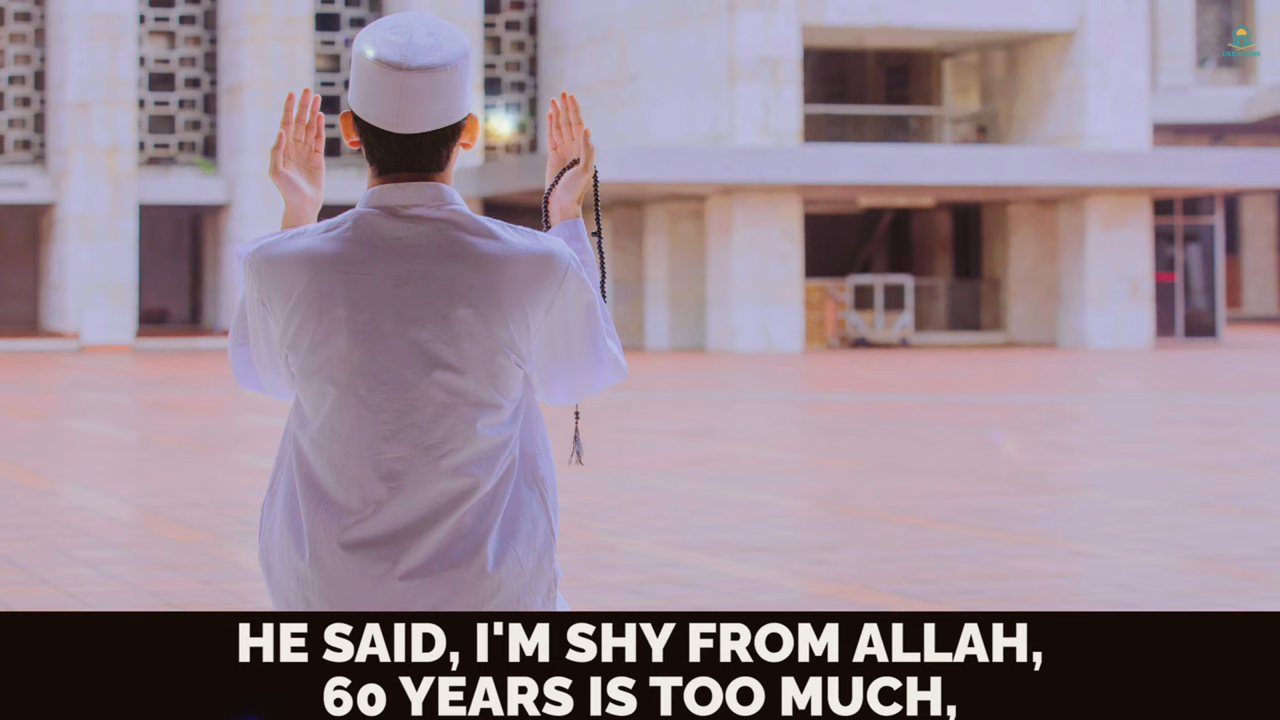 HE SAID, I'M SHY FROM ALLAH,
60 YEARS IS TOO MUCH,